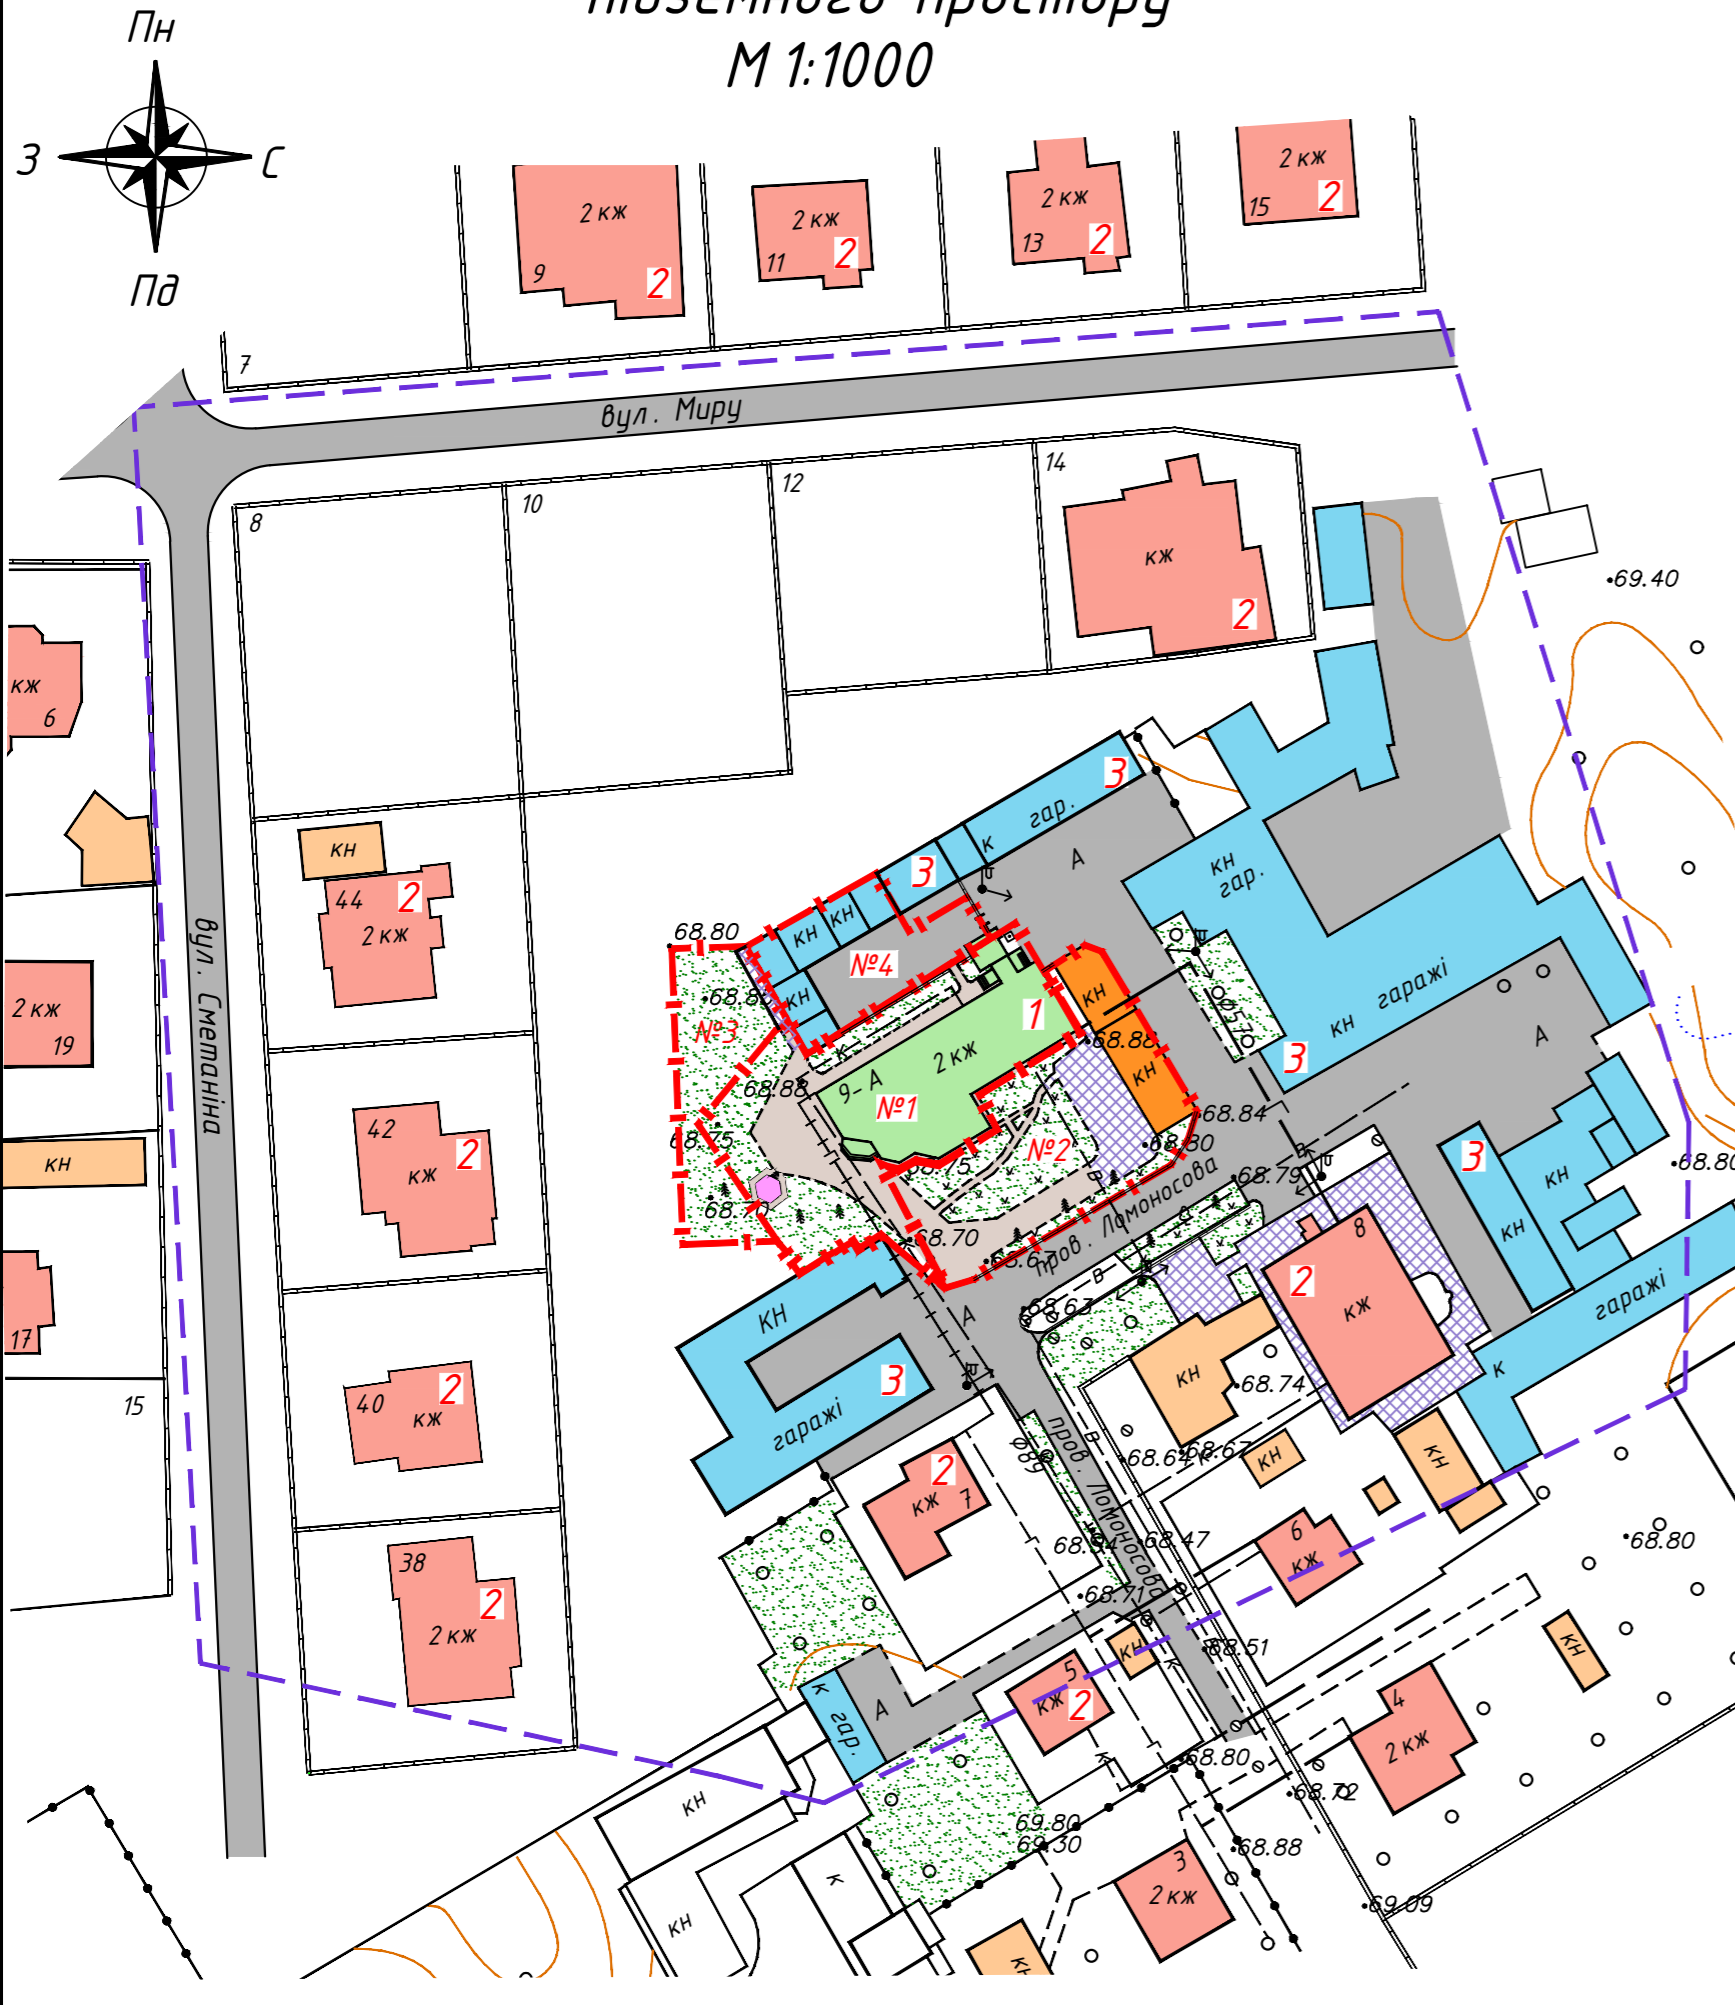 підземного простору
М 1:1000
Пн
З
С
Пд
2 кж
9
2
2 кж
11
2
2 кж
13
2
2 кж
15
2
7
вул. Миру
8
10
12
14
кж
2
69.40
кж
6
кн
44
2
2 кж
вул. Сметаніна
2 кж
19
кн
42
2
кж
17
15
40
2
кж
38
2
2 кж
к
гар.
3
А
3
кн
кн
кн
№4
68.80
№3
68.88
68.75
68.70
кн
гар.
гаражі
кн
3
А
1
2 кж
9-А
№1
к
кн
кн
68.88
68.84
68.80
№2
68.79
68.70
68.63
пров. Ломоносова
В
А
КН
3
гаражі
3
кн
кн
68.80
8
2
кж
гаражі
к
кн
68.74
68.64
68.67
кн
кн
2
кж
7
пров. Ломоносова
В
68.47
68.71
68.51
6
кж
68.80
5
кж
2
кн
к
к
гар.
А
кн
кн
к
к
68.80
68.72
68.88
69.80
69.30
4
2 кж
кн
3
2 кж
69.09
кн